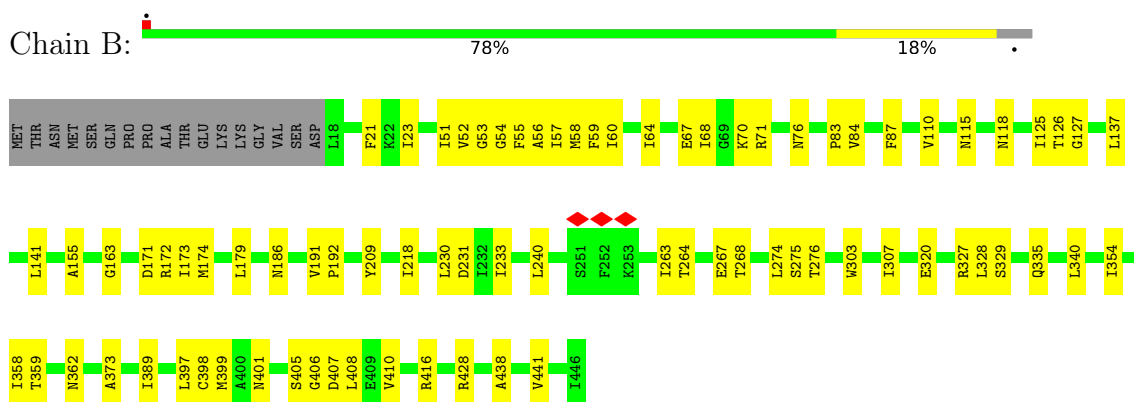 Chain B:
78%
18%
MET THR ASN MET SER GLN PRO PRO ALA THR GLU LYS LYS GLY VAL SER ASP L18 F21 K22 I23 I51 V52 G53 G54 F55 A56 I57 M58 F59 I60 I64 E67 I68 G69 K70 R71 N76 P83 V84 F87 V110 N115 N118 I125 T126 G127 L137
L141 A155 G163 D171 R172 I173 M174 L179 N186 V191 P192 Y209 I218 L230 D231 I232 I233 L240 S251 F252 K253 I263 T264 E267 T268 L274 S275 T276 W303 I307 E320 R327 L328 S329 Q335 L340 I354
I358 T359 N362 A373 I389 L397 C398 M399 A400 N401 S405 G406 D407 L408 E409 V410 R416 R428 A438 V441 I446